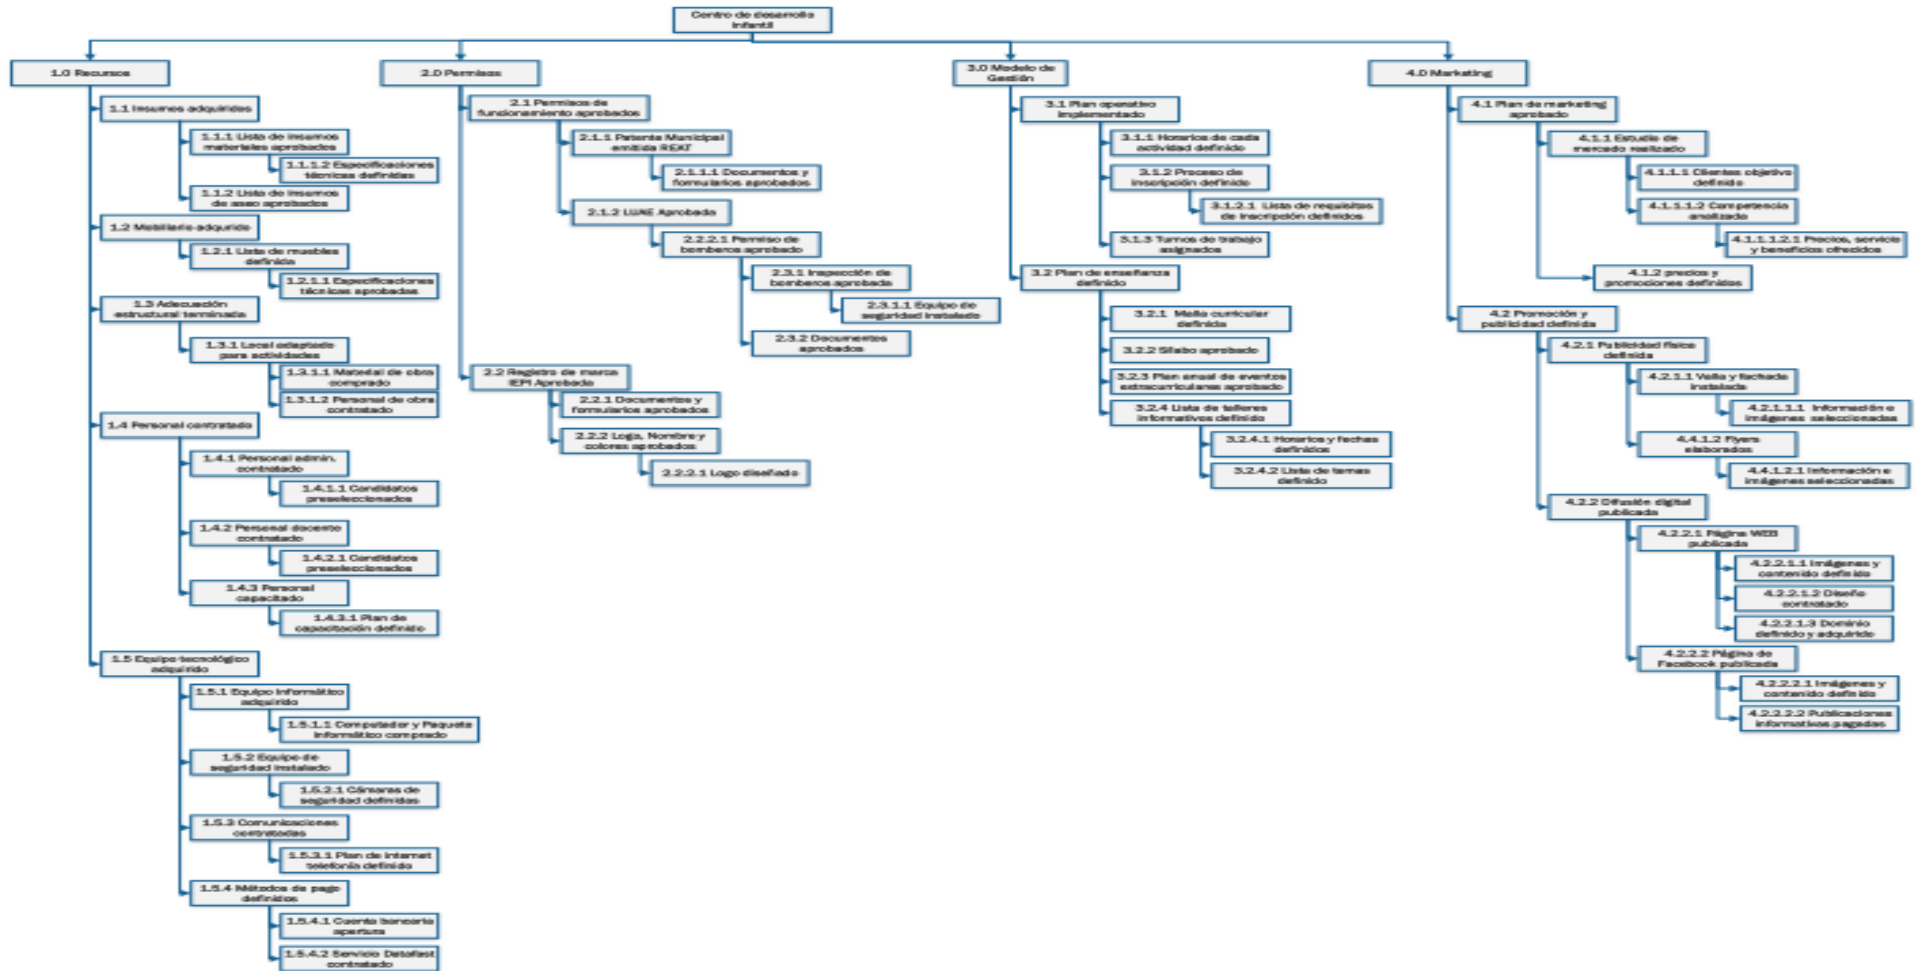 Centro de desarrollo
infantil
1.0 Recursos
1.1 Insumos adquiridos
1.1.1 Lista de insumos
materiales aprobados
1.1.1.2 Especificaciones
técnicas definidas
1.1.2 Lista de insumos
de aseo aprobados
1.2 Mobiliario adquirido
1.2.1 Lista de muebles
definida
1.2.1.1 Especificaciones
técnicas aprobadas
1.3 Adecuación
estructural terminada
1.3.1 Local adaptado
para actividades
1.3.1.1 Material de obra
comprado
1.3.1.2 Personal de obra
contratado
1.4 Personal contratado
1.4.1 Personal admin.
contratado
1.4.1.1 Candidatos
preseleccionados
1.4.2 Personal docente
contratado
1.4.2.1 Candidatos
preseleccionados
1.4.3 Personal
capacitado
1.4.3.1 Plan de
capacitación definido
1.5 Equipo tecnológico
adquirido
1.5.1 Equipo informático
adquirido
1.5.1.1 Computador y Paquete
informático comprado
1.5.2 Equipo de
seguridad instalado
1.5.2.1 Cámaras de
seguridad definidas
1.5.3 Comunicaciones
contratadas
1.5.3.1 Plan de internet
telefonía definido
1.5.4 Métodos de pago
definidos
1.5.4.1 Cuenta bancaria
apertura
1.5.4.2 Servicio Datafast
contratado
2.0 Permisos
2.1 Permisos de
funcionamiento aprobados
2.1.1 Patente Municipal
emitida
2.1.1.1 Documentos y
formularios aprobados
2.1.2 LUAE Aprobada
2.2.2.1 Permiso de
bomberos aprobado
2.3.1 Inspección de
bomberos aprobada
2.3.1.1 Equipo de
seguridad instalado
2.3.2 Documentos
aprobados
2.2 Registro de marca
IEPI Aprobada
2.2.1 Documentos y
formularios aprobados
2.2.2 Logo, Nombre y
colores aprobados
2.2.2.1 Logo diseñado
3.0 Modelo de
Gestión
3.1 Plan operativo
implementado
3.1.1 Horarios de cada
actividad definido
3.1.2 Proceso de
inscripción definido
3.1.2.1 Lista de requisitos
de inscripción definidos
3.1.3 Turnos de trabajo
asignados
3.2 Plan de enseñanza
definido
3.2.1 Malla curricular
definida
3.2.2 Sílabo aprobado
3.2.3 Plan anual de eventos
extracurriculares aprobado
3.2.4 Lista de talleres
informativos definido
3.2.4.1 Horarios y fechas
definidos
3.2.4.2 Lista de temas
definido
4.0 Marketing
4.1 Plan de marketing
aprobado
4.1.1 Estudio de
mercado realizado
4.1.1.1 Clientes objetivo
definido
4.1.1.1.2 Competencia
analizada
4.1.1.1.2.1 Precios, servicio
y beneficios ofrecidos
4.1.2 precios y
promociones definidos
4.2 Promoción y
publicidad definida
4.2.1 Publicidad física
definida
4.2.1.1 Valla y fachada
instalada
4.2.1.1.1 Información e
imágenes seleccionadas
4.4.1.2 Flyers
elaborados
4.4.1.2.1 Información e
imágenes seleccionadas
4.2.2 Difusión digital
publicada
4.2.2.1 Página WEB
publicada
4.2.2.1.1 Imágenes y
contenido definido
4.2.2.1.2 Diseño
contratado
4.2.2.1.3 Dominio
definido y adquirido
4.2.2.2 Página de
Facebook publicada
4.2.2.2.1 Imágenes y
contenido definido
4.2.2.2.2 Publicaciones
informativas pagadas